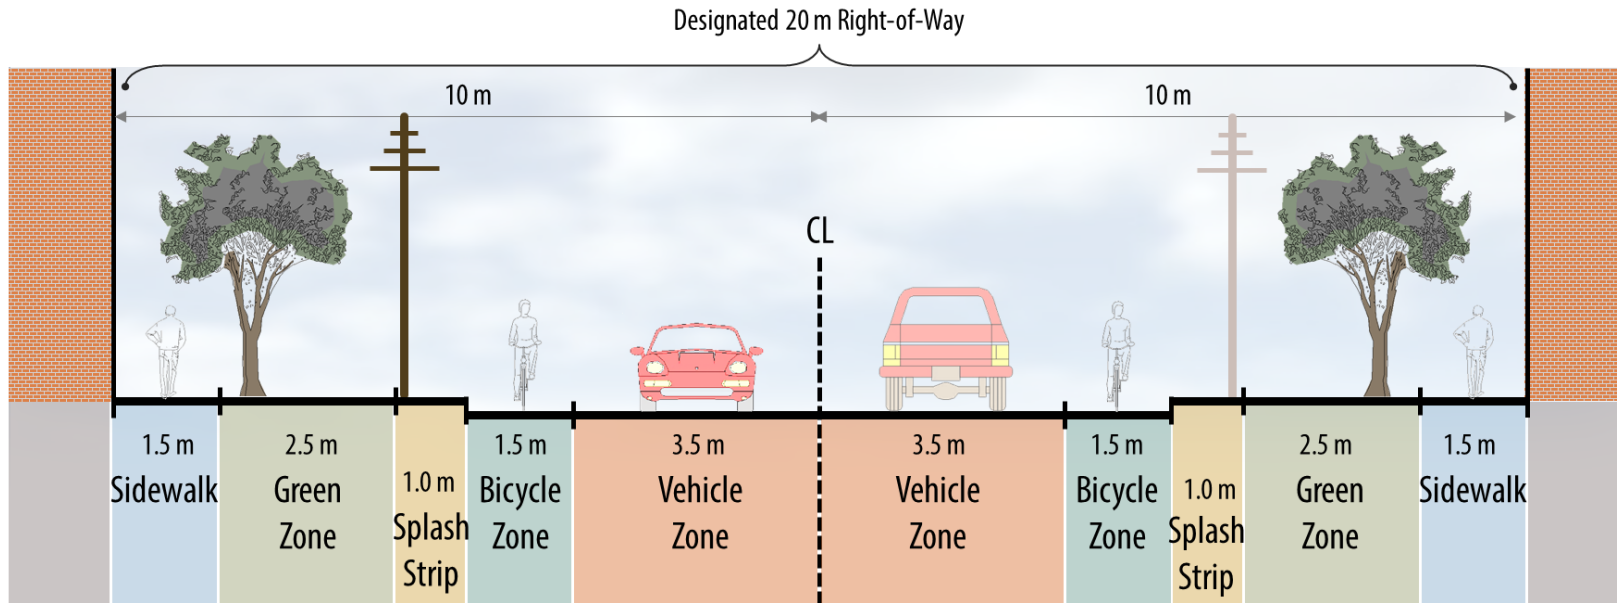 Designated 20 m Right-of-Way
10 m
10 m
CL
1.5 m
Sidewalk
2.5 m
Green
Zone
1.0 m
Splash
Strip
1.5 m
Bicycle
Zone
3.5 m
Vehicle
Zone
3.5 m
Vehicle
Zone
1.5 m
Bicycle
Zone
1.0 m
Splash
Strip
2.5 m
Green
Zone
1.5 m
Sidewalk